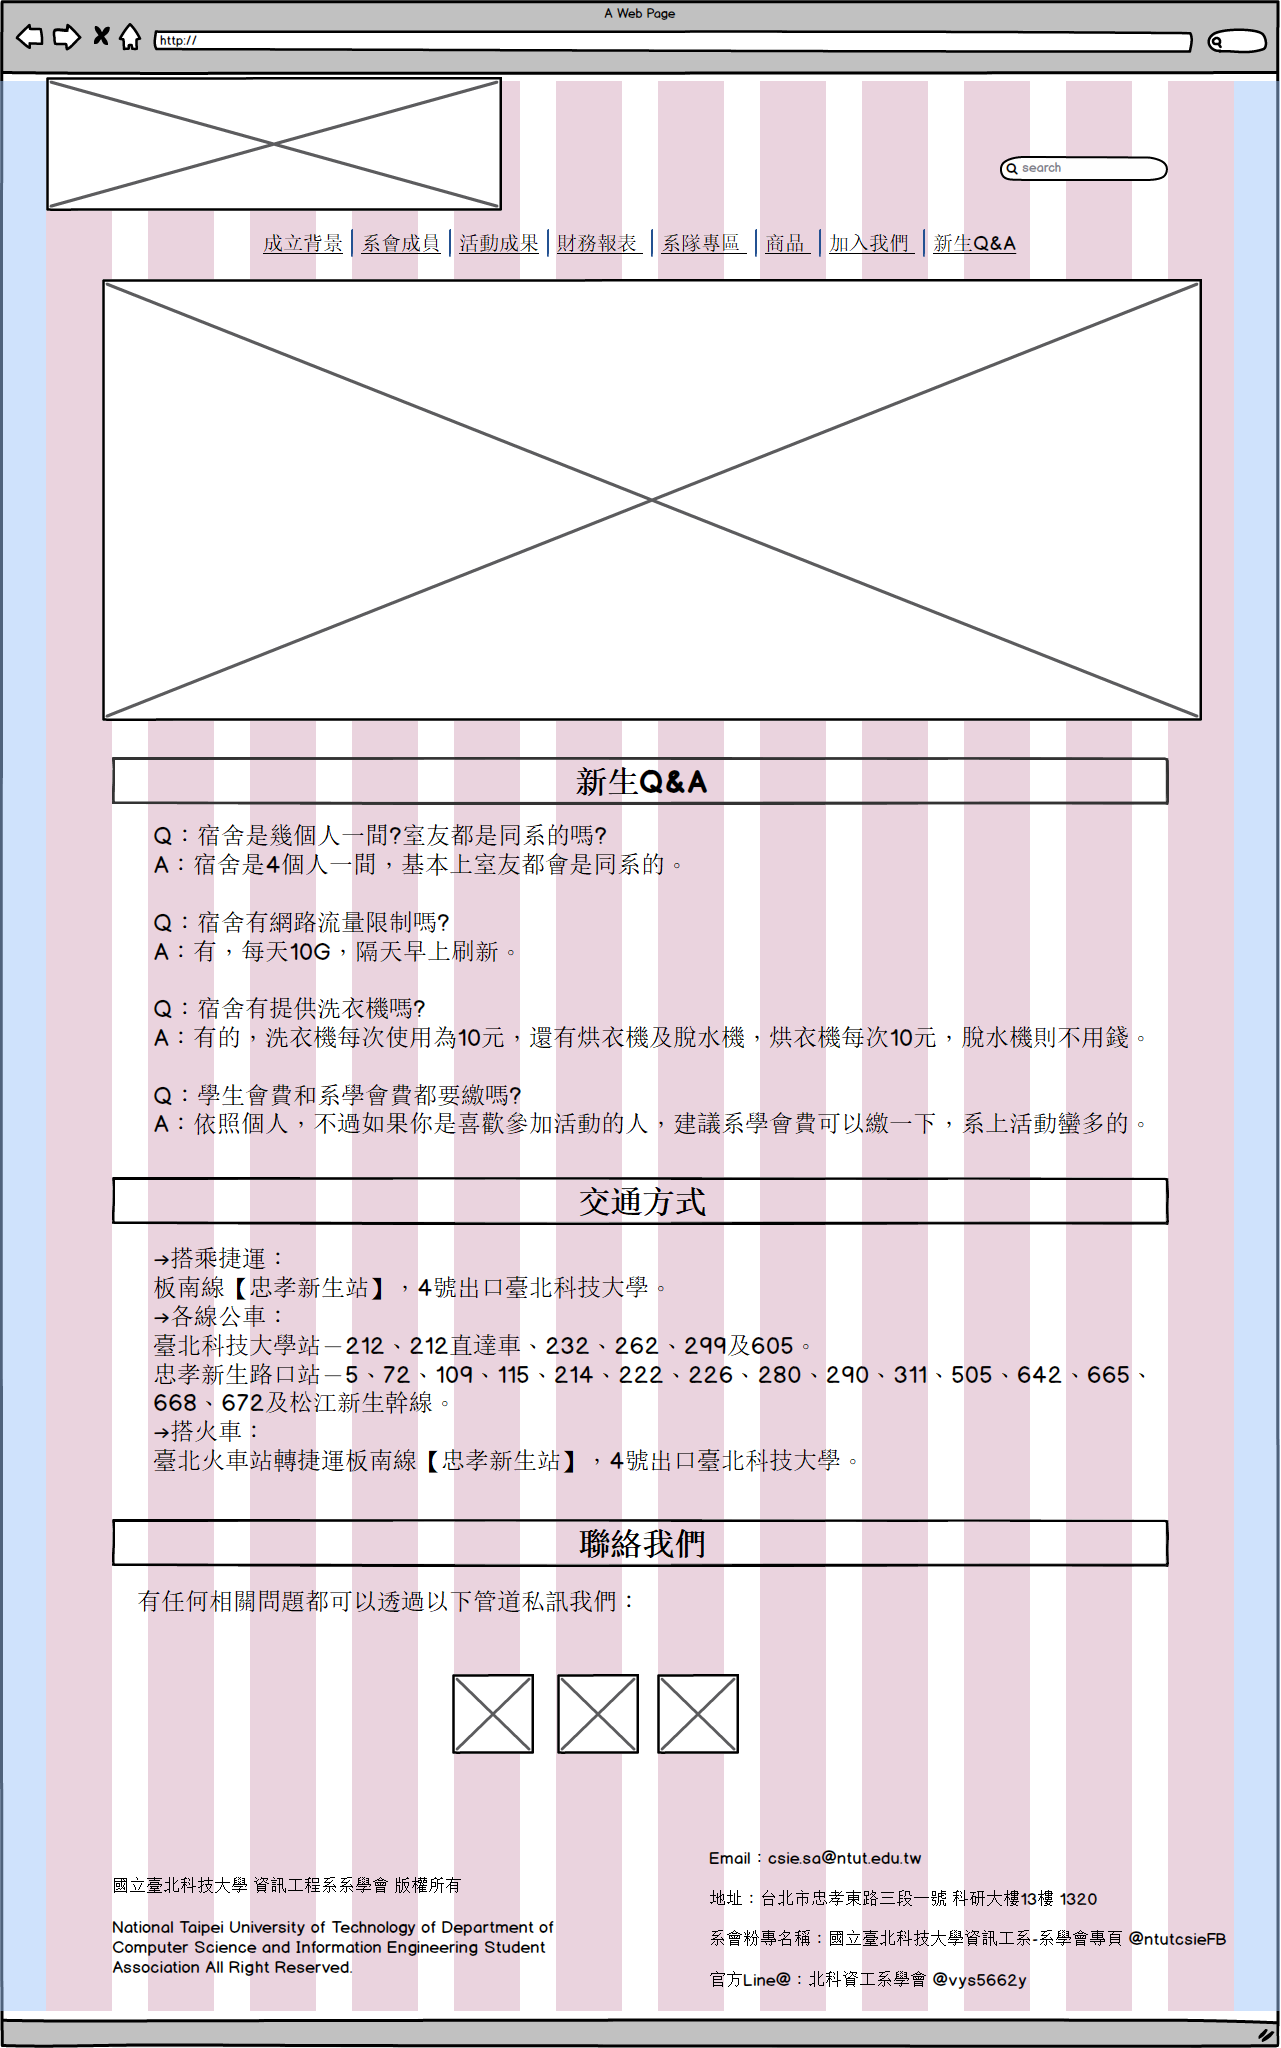 A Web Page
http://
search
成立背景 系會成員 活動成果 財務報表 系隊專區 商品 加入我們 新生Q&A
新生Q&A
Q：宿舍是幾個人一間?室友都是同系的嗎?
A：宿舍是4個人一間，基本上室友都會是同系的。
Q：宿舍有網路流量限制嗎?
A：有，每天10G，隔天早上刷新。
Q：宿舍有提供洗衣機嗎?
A：有的，洗衣機每次使用為10元，還有烘衣機及脫水機，烘衣機每次10元，脫水機則不用錢。
Q：學生會費和系學會費都要繳嗎?
A：依照個人，不過如果你是喜歡參加活動的人，建議系學會費可以繳一下，系上活動蠻多的。
交通方式
→搭乘捷運：
板南線【忠孝新生站】，4號出口臺北科技大學。
→各線公車：
臺北科技大學站－212、212直達車、232、262、299及605。
忠孝新生路口站－5、72、109、115、214、222、226、280、290、311、505、642、665、
668、672及松江新生幹線。
→搭火車：
臺北火車站轉捷運板南線【忠孝新生站】，4號出口臺北科技大學。
聯絡我們
有任何相關問題都可以透過以下管道私訊我們：
國立臺北科技大學 資訊工程系系學會 版權所有
National Taipei University of Technology of Department of
Computer Science and Information Engineering Student
Association All Right Reserved.
Email：csie.sa@ntut.edu.tw
地址：台北市忠孝東路三段一號 科研大樓13樓 1320
系會粉專名稱：國立臺北科技大學資訊工系-系學會專頁 @ntutcsieFB
官方Line@：北科資工系學會 @vys5662y